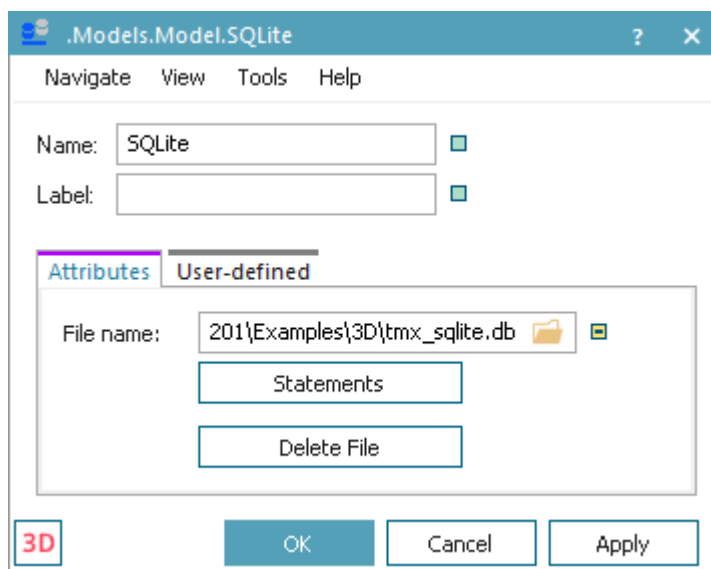 .Models.Model.SQLite ? ×
Navigate View Tools Help
Name: SQLite
Label:
Attributes User-defined
File name: 201\Examples\3D\tmx_sqlite.db
Statements
Delete File
3D OK Cancel Apply